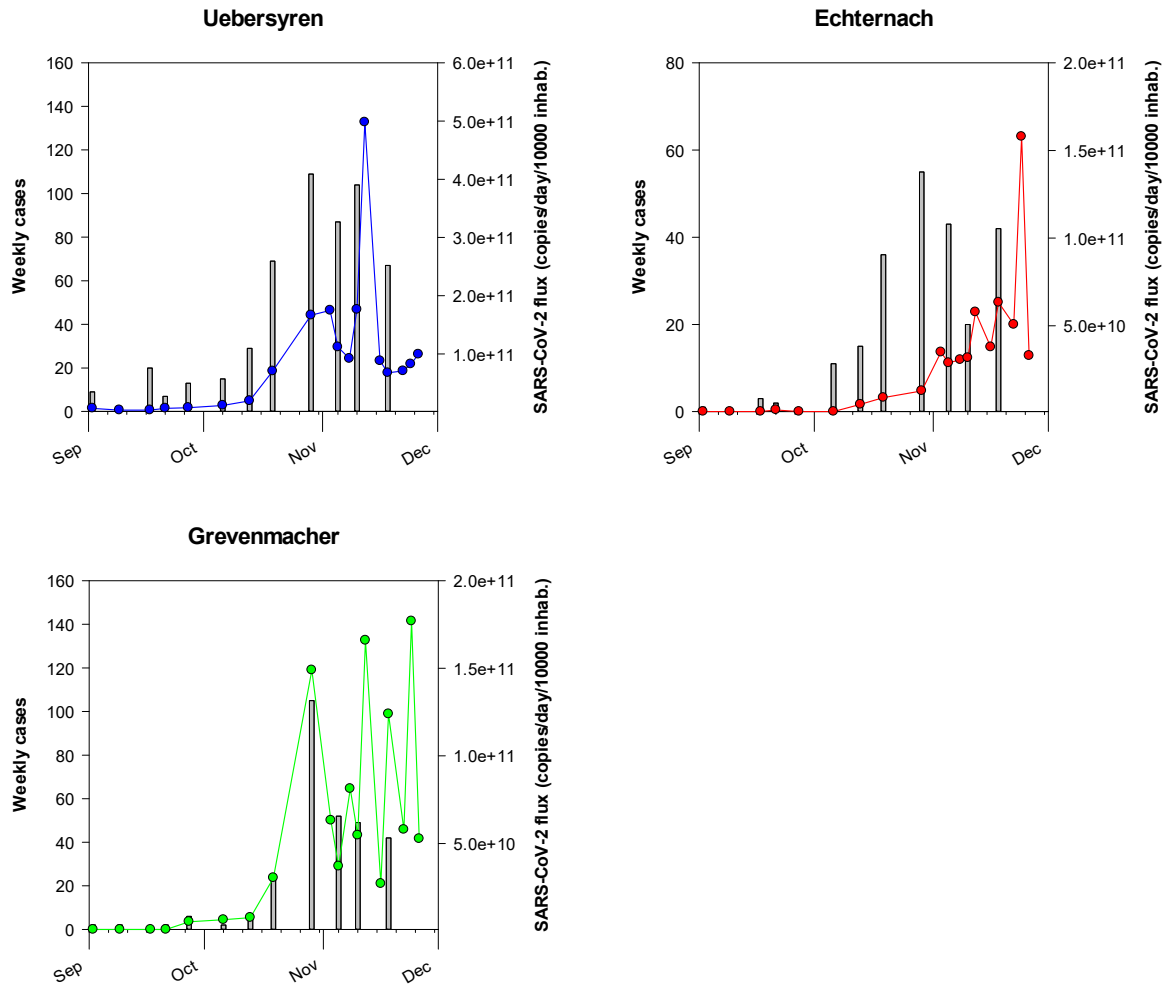 Uebersyren
160
140
120
100
80
60
40
20
0
Weekly cases
6.0e+11
5.0e+11
4.0e+11
3.0e+11
2.0e+11
1.0e+11
SARS-CoV-2 flux (copies/day/10000 inhab.)
Sep
Oct
Nov
Dec
Echternach
80
60
40
20
0
Weekly cases
2.0e+11
1.5e+11
1.0e+11
5.0e+10
SARS-CoV-2 flux (copies/day/10000 inhab.)
Sep
Oct
Nov
Dec
Grevenmacher
160
140
120
100
80
60
40
20
0
Weekly cases
2.0e+11
1.5e+11
1.0e+11
5.0e+10
SARS-CoV-2 flux (copies/day/10000 inhab.)
Sep
Oct
Nov
Dec